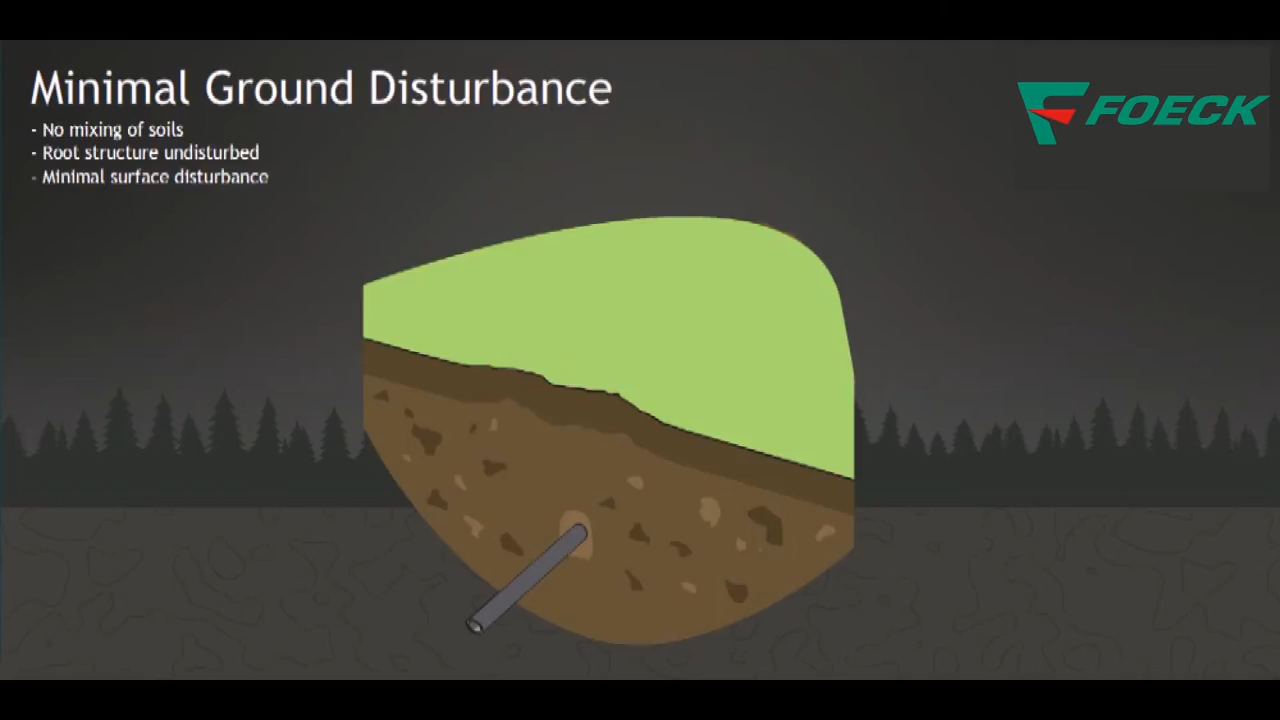 Minimal Ground Disturbance
FOECK
- No mixing of soils
- Root structure undisturbed
- Minimal surface disturbance